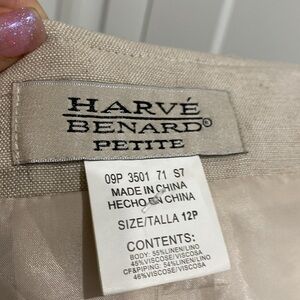 HARVÉ
BENARD®
PETITE
09P 3501 71 S7
MADE IN CHINA
HECHO EN CHINA
SIZE/TALLA 12P
CONTENTS:
BODY: 55%LINEN/LINO
45%VISCOSE/VISCOSA
CF&PIPING: 54%LINEN/LINO
46%VISCOSE/VISCOSA